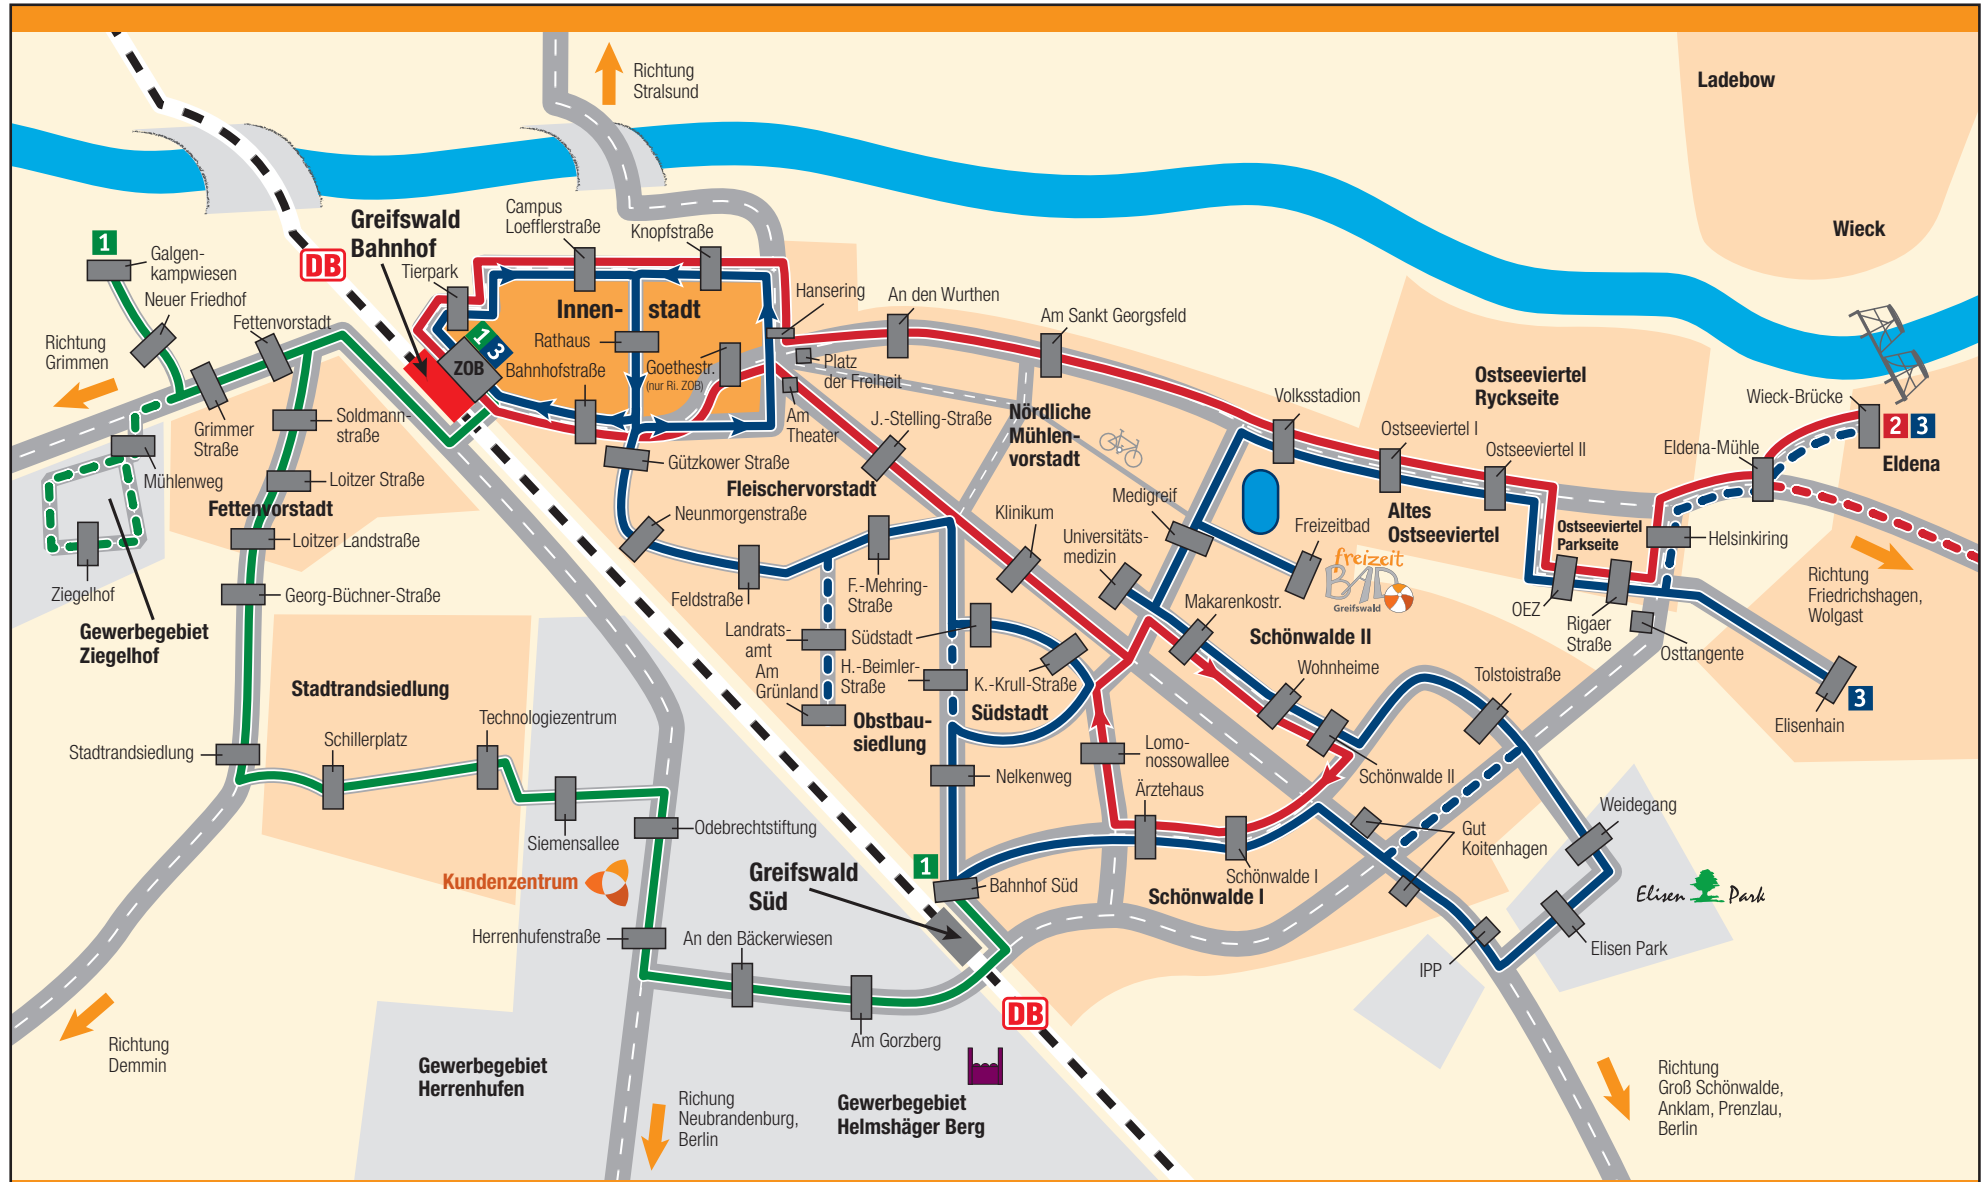 Richtung
Stralsund
Ladebow
Wieck
Greifswald
Bahnhof
DB
Campus
Loefflerstraße
Knopfstraße
Tierpark
1
Galgen-
kampwiesen
Neuer Friedhof
Fettenvorstadt
Richtung
Grimmen
Innen-
stadt
Hansering
An den Wurthen
Am Sankt Georgsfeld
1
3
ZOB
Rathaus
Bahnhofstraße
Goethestr.
(nur Ri. ZOB)
Platz
der Freiheit
Am
Theater
J.-Stelling-Straße
Nördliche
Mühlen-
vorstadt
Volksstadion
Ostseeviertel
Ryckseite
Ostseeviertel I
Ostseeviertel II
Wieck-Brücke
2
3
Eldena
Eldena-Mühle
Grimmer
Straße
Soldmann-
straße
Mühlenweg
Loitzer Straße
Fettenvorstadt
Loitzer Landstraße
Ziegelhof
Georg-Büchner-Straße
Gewerbegebiet
Ziegelhof
Gützkower Straße
Fleischervorstadt
Neunmorgenstraße
Klinikum
Medigreif
Universitäts-
medizin
Freizeitbad
freizeit
BAD
Greifswald
Altes
Ostseeviertel
Ostseeviertel
Parkseite
Helsinkiring
Richtung
Friedrichshagen,
Wolgast
Feldstraße
F.-Mehring-
Straße
Makarenkostr.
Schönwalde II
OEZ
Rigaer
Straße
Osttangente
Landrats-
amt
Südstadt
Am
Grünland
H.-Beimler-
Straße
K.-Krull-Straße
Wohnheime
Tolstoistraße
3
Elisenhain
Stadtrandsiedlung
Obstbau-
siedlung
Südstadt
Technologiezentrum
Schillerplatz
Stadtrandsiedlung
Lomo-
nossowallee
Nelkenweg
Ärztehaus
Schönwalde II
Weidegang
Siemensallee
Odebrechtstiftung
Gut
Koitenhagen
Kundenzentrum
Greifswald
Süd
1
Bahnhof Süd
Schönwalde I
Schönwalde I
Elisen Park
Herrenhufenstraße
An den Bäckerwiesen
IPP
Elisen Park
DB
Am Gorzberg
Richtung
Demmin
Gewerbegebiet
Herrenhufen
Richung
Neubrandenburg,
Berlin
Gewerbegebiet
Helmshäger Berg
Richtung
Groß Schönwalde,
Anklam, Prenzlau,
Berlin